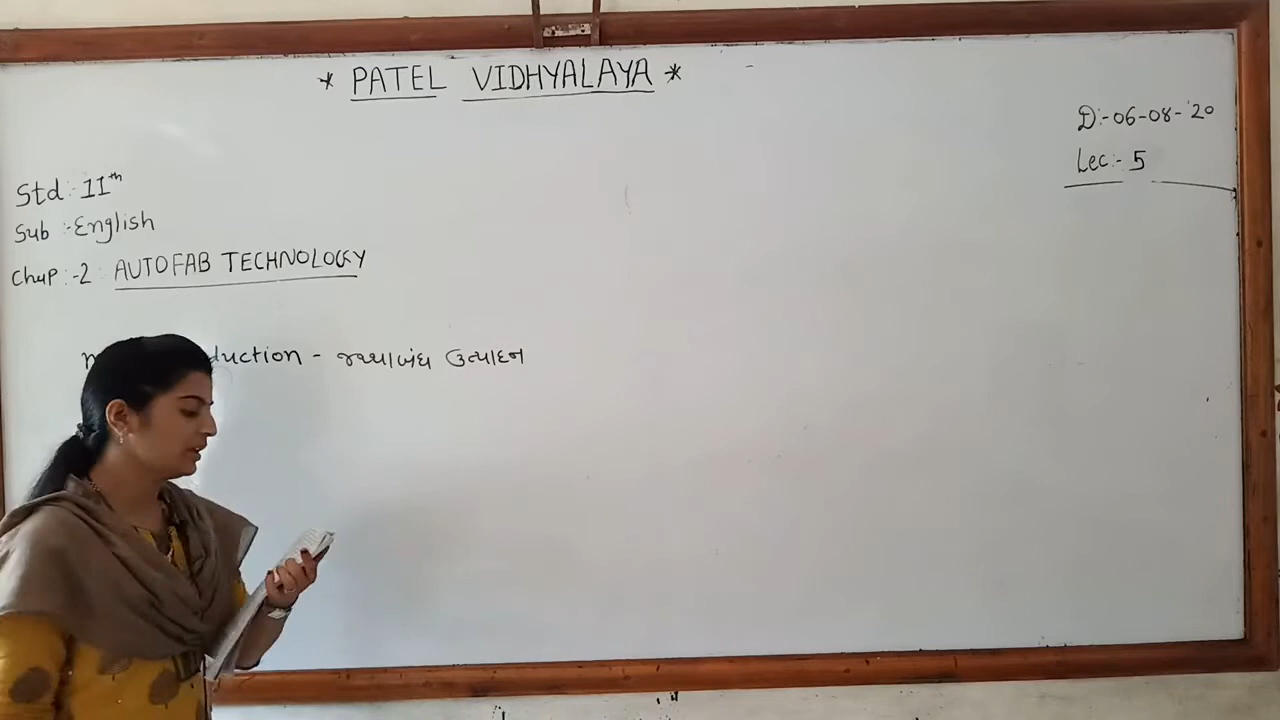 * PATEL VIDHYALAYA *
D:-06-08-'20
Lec:- 5
Std:- 11th
Sub :- English
Chap :-2 : AUTOFAB TECHNOLOGY
duction - જથ્થાબંધ ઉત્પાદન